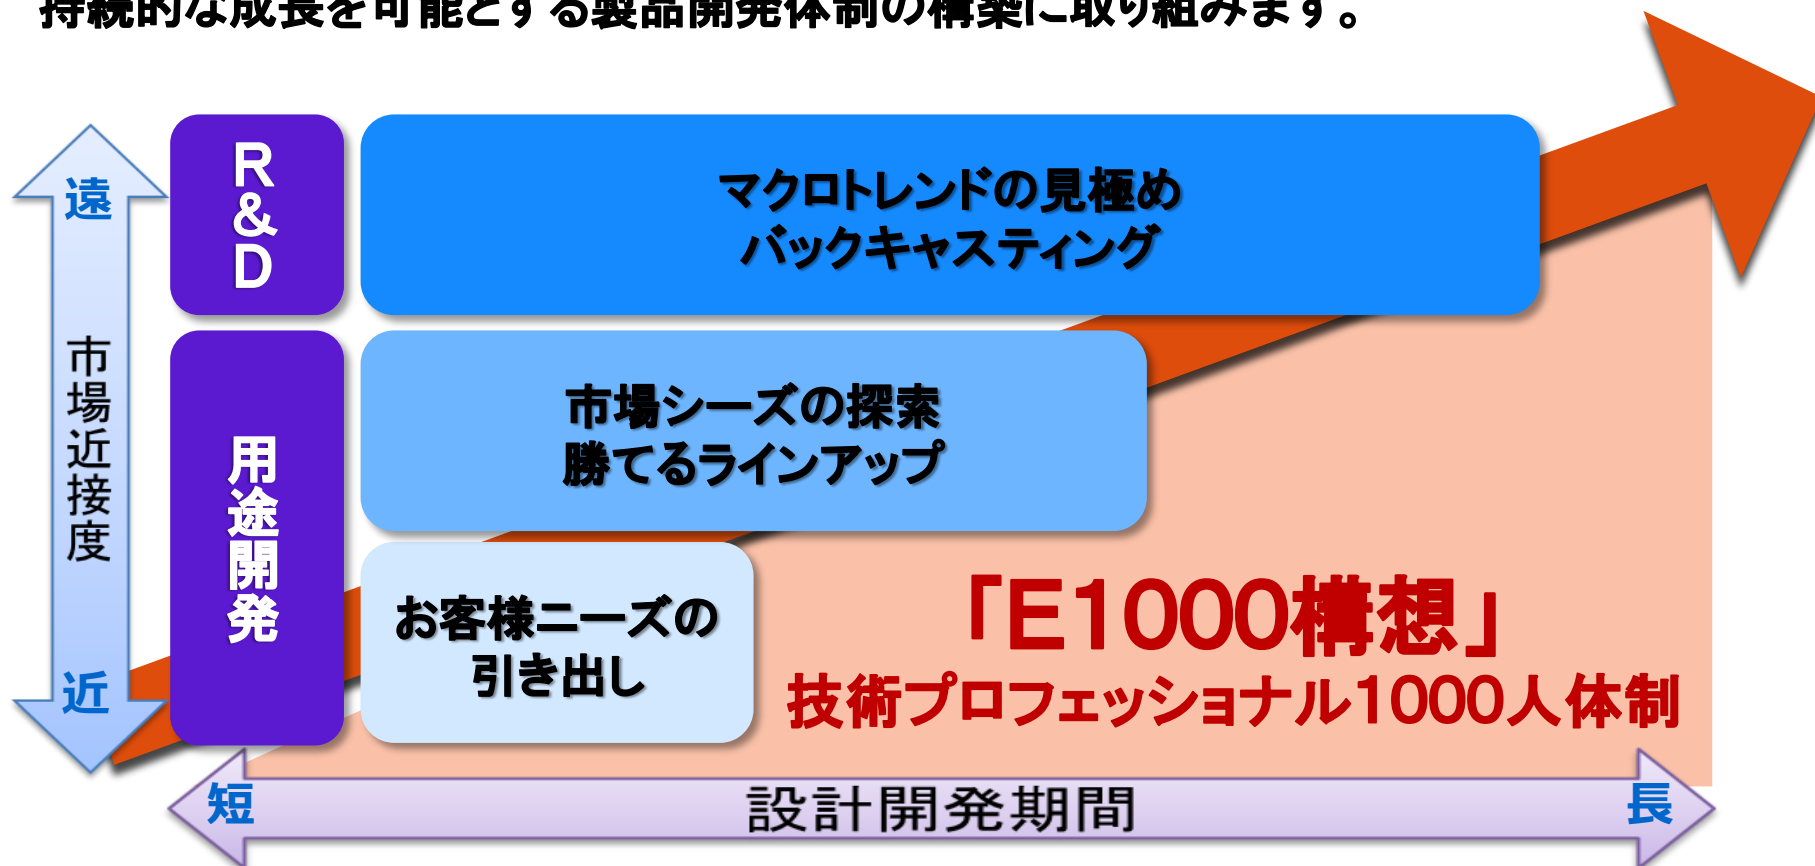 持続的な成長を可能とする製品開発体制の構築に取り組みます。
遠
市場近接度
近
R&D
マクロトレンドの見極め
バックキャスティング
用途開発
市場シーズの探索
勝てるラインアップ
お客様ニーズの
引き出し
「E1000構想」
技術プロフェッショナル1000人体制
短
設計開発期間
長